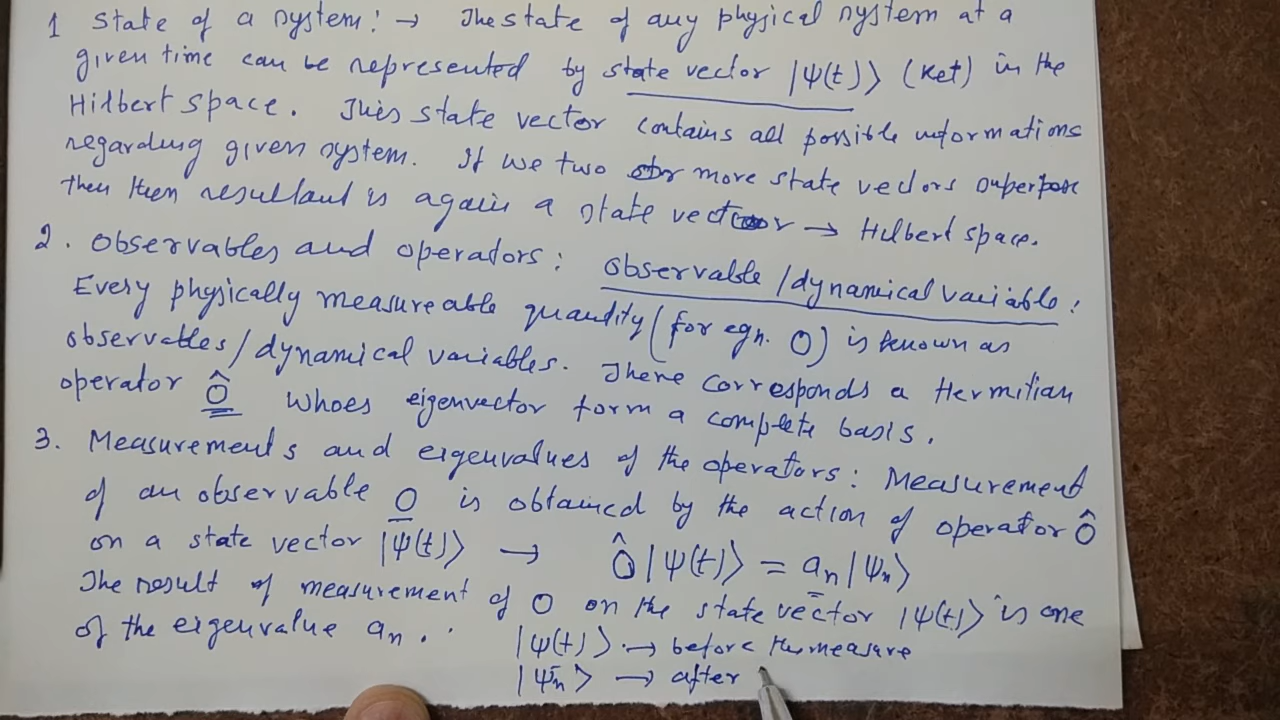 1 State of a system: → The state of any physical system at a
given time can be represented by state vector |ψ(t)⟩ (ket) in the
Hilbert space. This state vector contains all possible informations
regarding given system. If we two or more state vectors superpose
then then resultant is again a state vector → Hilbert space.
2. Observables and operators: observable/dynamical variable:
Every physically measureable quantity (for egn. O) is known as
observables/dynamical variables. There corresponds a Hermitian
operator Ô whoes eigenvector form a complete basis.
3. Measurements and eigenvalues of the operators: Measurement
of an observable O is obtained by the action of operator Ô
on a state vector |ψ(t)⟩ → Ô|ψ(t)⟩ = aₙ|ψₙ⟩
The result of measurement of O on the state vector |ψ(t)⟩ is one
of the eigenvalue aₙ.
|ψ(t)⟩ → before the measure
|ψₙ⟩ → after